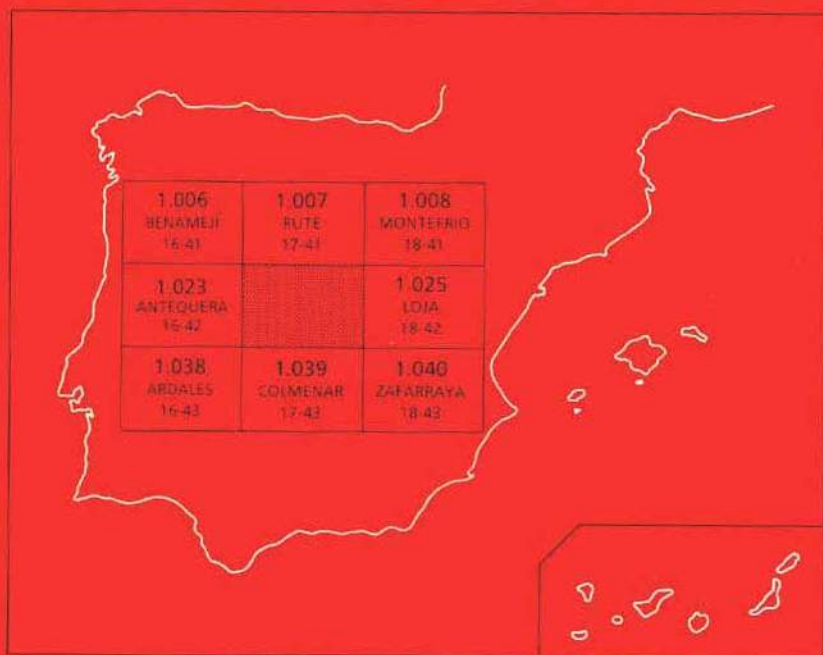 1.006
BENAMEJÍ
16-41
1.007
RUTE
17-41
1.008
MONTEFRIO
18-41
1.023
ANTEQUERA
16-42
1.025
LOJA
18-42
1.038
ARDALES
16-43
1.039
COLMENAR
17-43
1.040
ZAFARRAYA
18-43